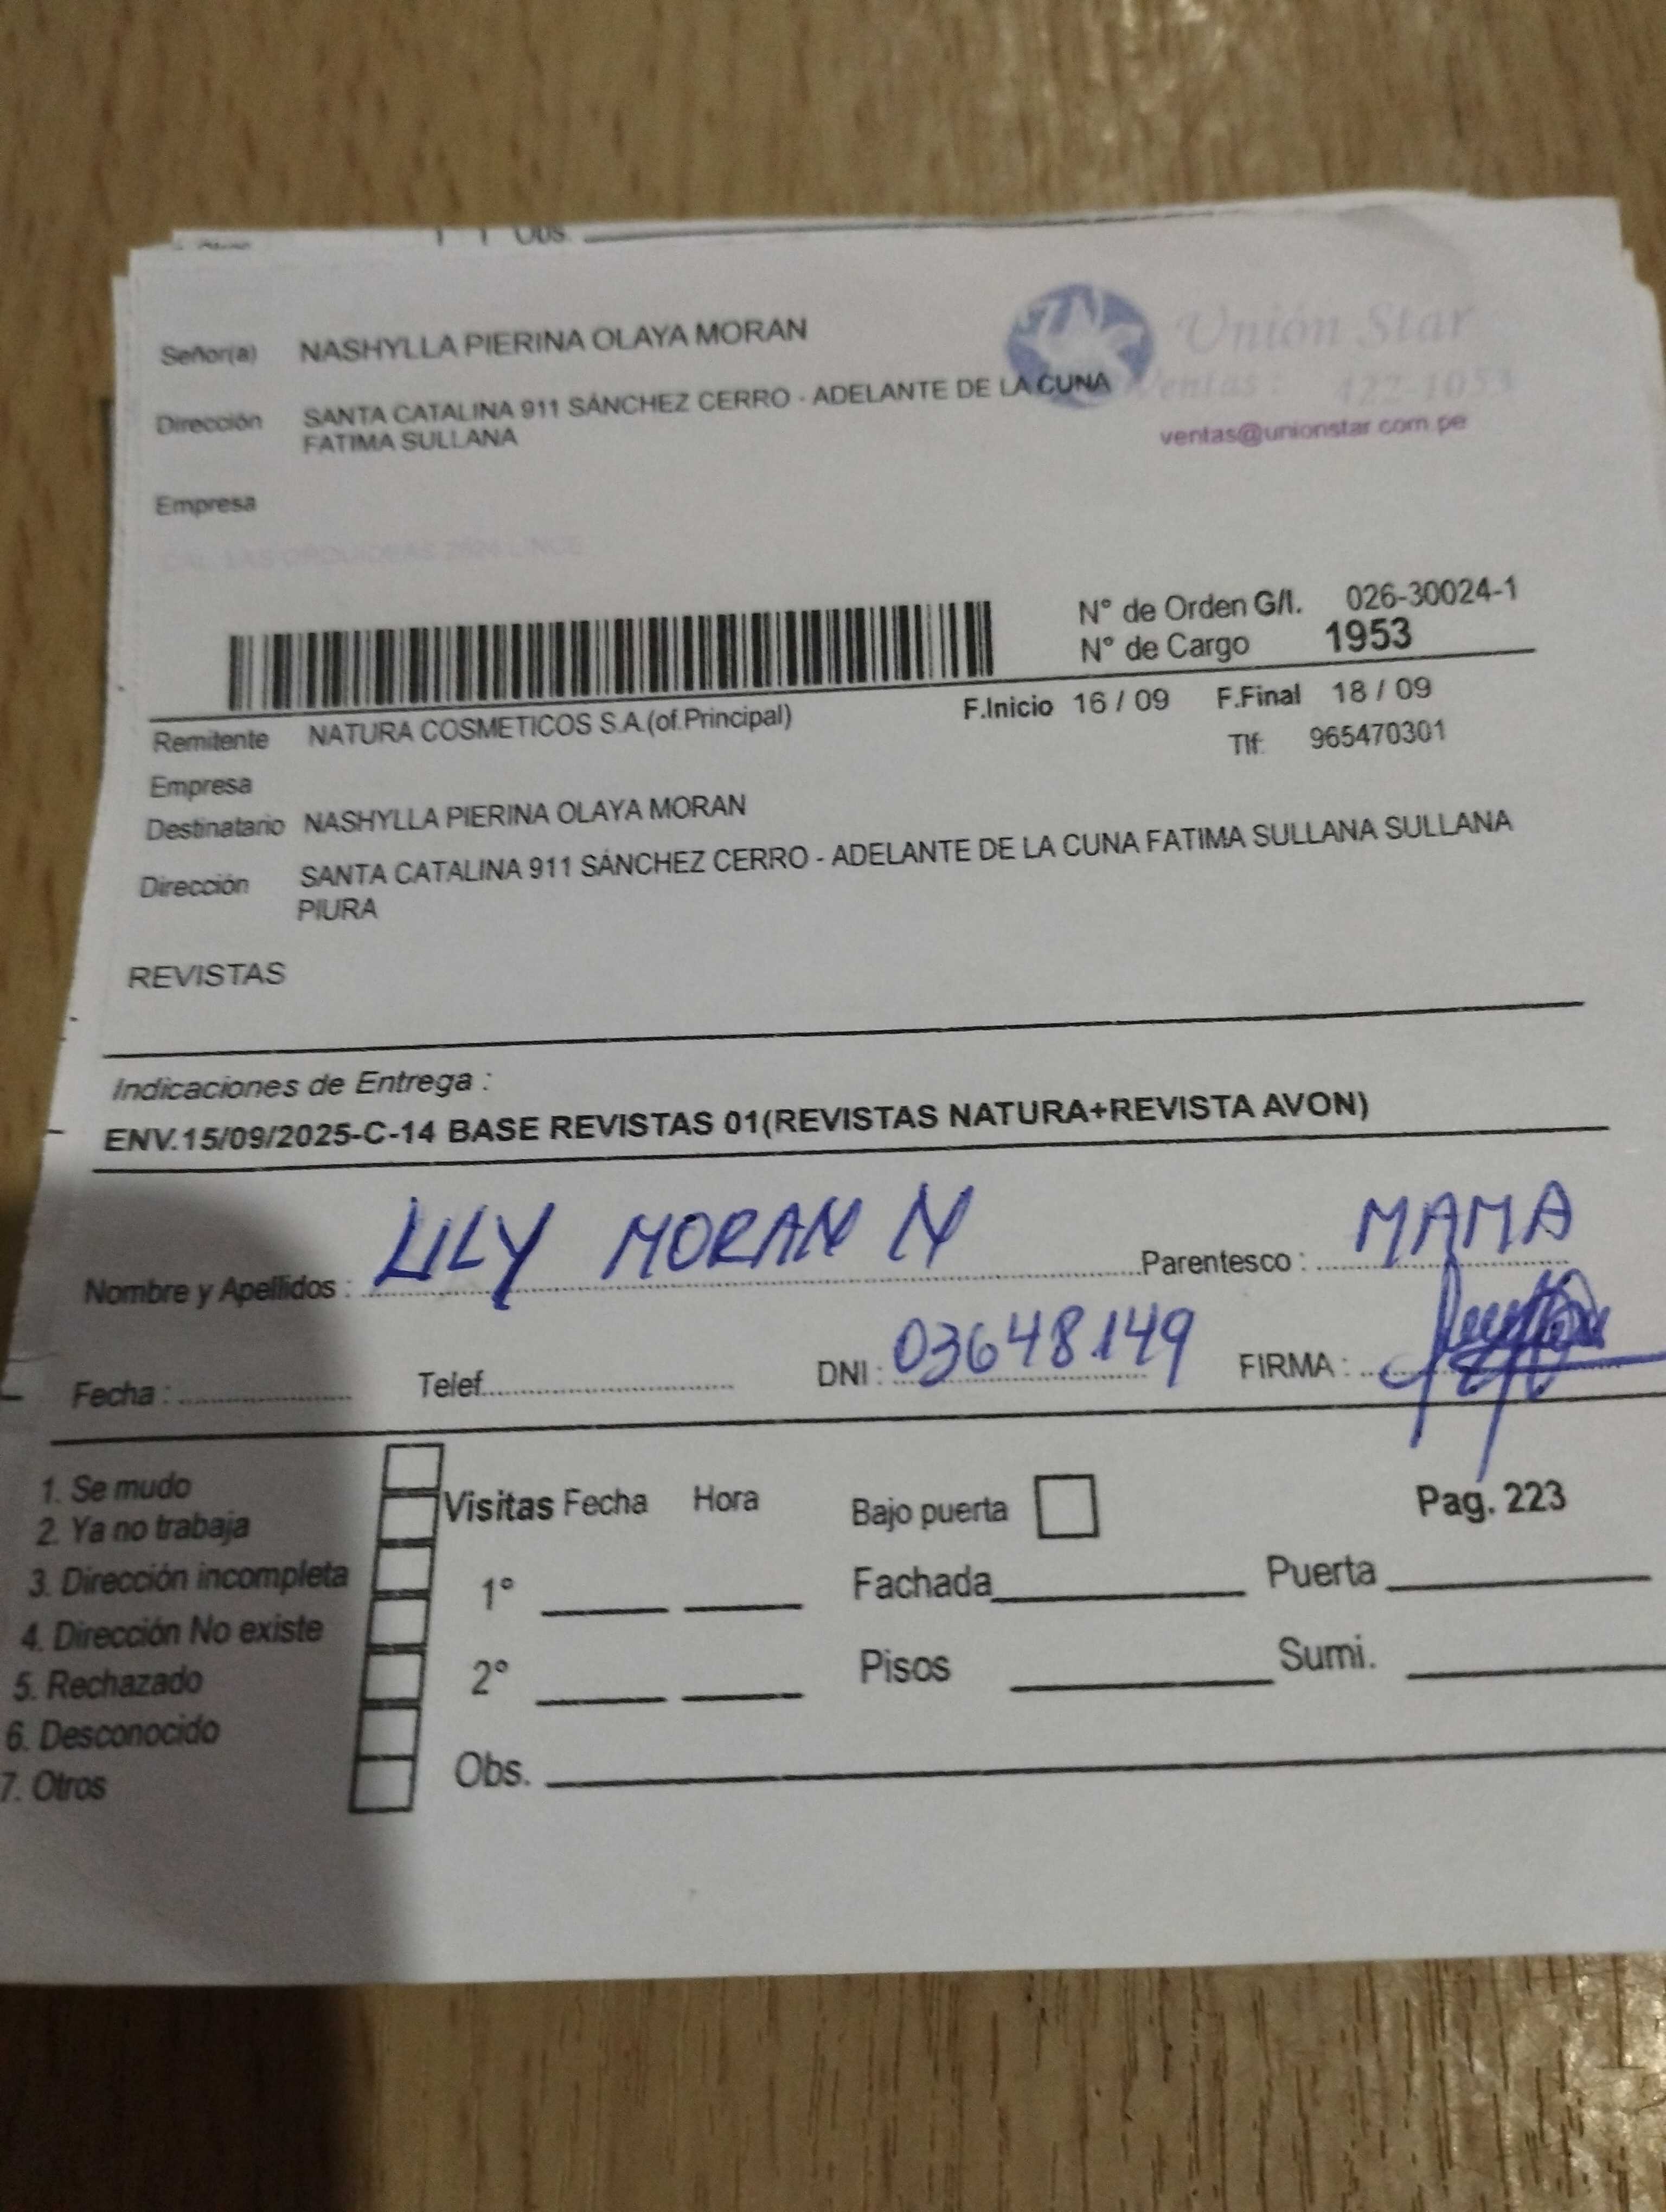 Obs.
Señor(a) NASHYLLA PIERINA OLAYA MORAN
Unión Star
Dirección SANTA CATALINA 911 SÁNCHEZ CERRO - ADELANTE DE LA CUNA
Ventas: 422-1053
FATIMA SULLANA
ventas@unionstar.com.pe
Empresa
N° de Orden G/I. 026-30024-1
N° de Cargo 1953
F.Inicio 16 / 09 F.Final 18 / 09
Remitente NATURA COSMETICOS S.A.(of.Principal)
Tlf: 965470301
Empresa
Destinatario NASHYLLA PIERINA OLAYA MORAN
Dirección SANTA CATALINA 911 SÁNCHEZ CERRO - ADELANTE DE LA CUNA FATIMA SULLANA SULLANA
PIURA
REVISTAS
Indicaciones de Entrega :
ENV.15/09/2025-C-14 BASE REVISTAS 01(REVISTAS NATURA+REVISTA AVON)
Nombre y Apellidos : LILY MORAN N Parentesco : MAMA
Fecha : Telef. DNI : 03648149 FIRMA :
1. Se mudo
2. Ya no trabaja
3. Dirección incompleta
4. Dirección No existe
5. Rechazado
6. Desconocido
7. Otros
Visitas Fecha Hora Bajo puerta Pag. 223
1° Fachada Puerta
2° Pisos Sumi.
Obs.